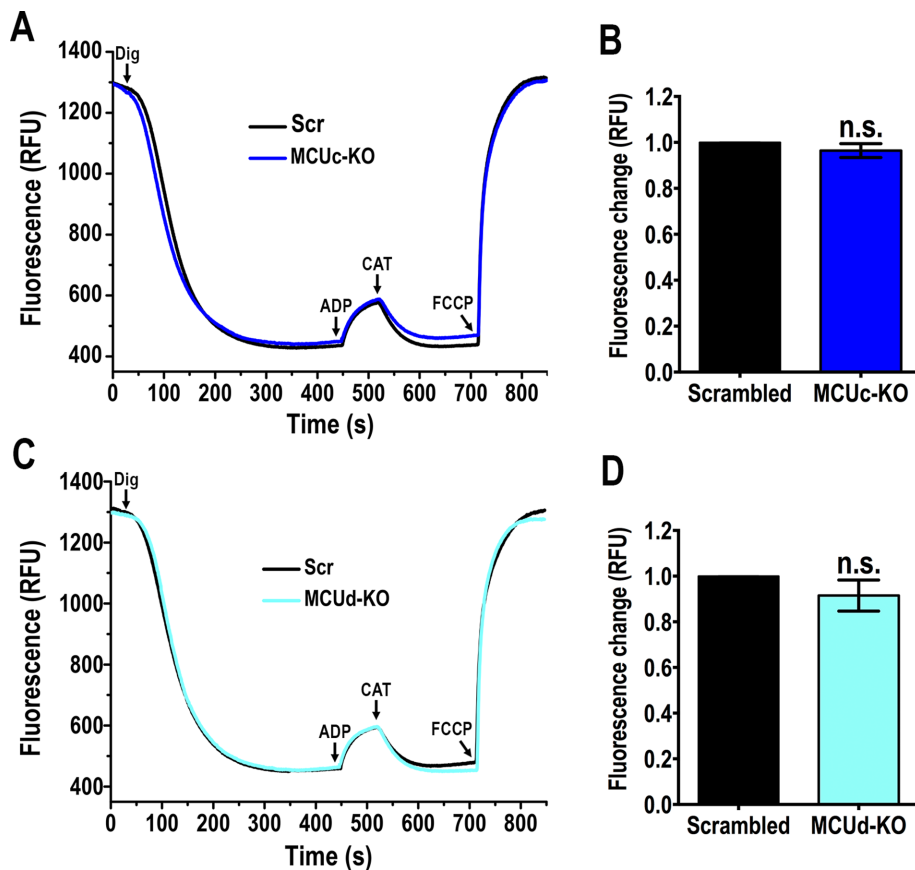 A
1400
1200
1000
800
600
400
Fluorescence (RFU)
Dig
Scr
MCUc-KO
ADP
CAT
FCCP
0 100 200 300 400 500 600 700 800
Time (s)
B
1.2
1.0
0.8
0.6
0.4
0.2
0.0
Fluorescence change (RFU)
n.s.
Scrambled MCUc-KO
C
1400
1200
1000
800
600
400
Fluorescence (RFU)
Dig
Scr
MCUd-KO
ADP
CAT
FCCP
0 100 200 300 400 500 600 700 800
Time (s)
D
1.2
1.0
0.8
0.6
0.4
0.2
0.0
Fluorescence change (RFU)
n.s.
Scrambled MCUd-KO